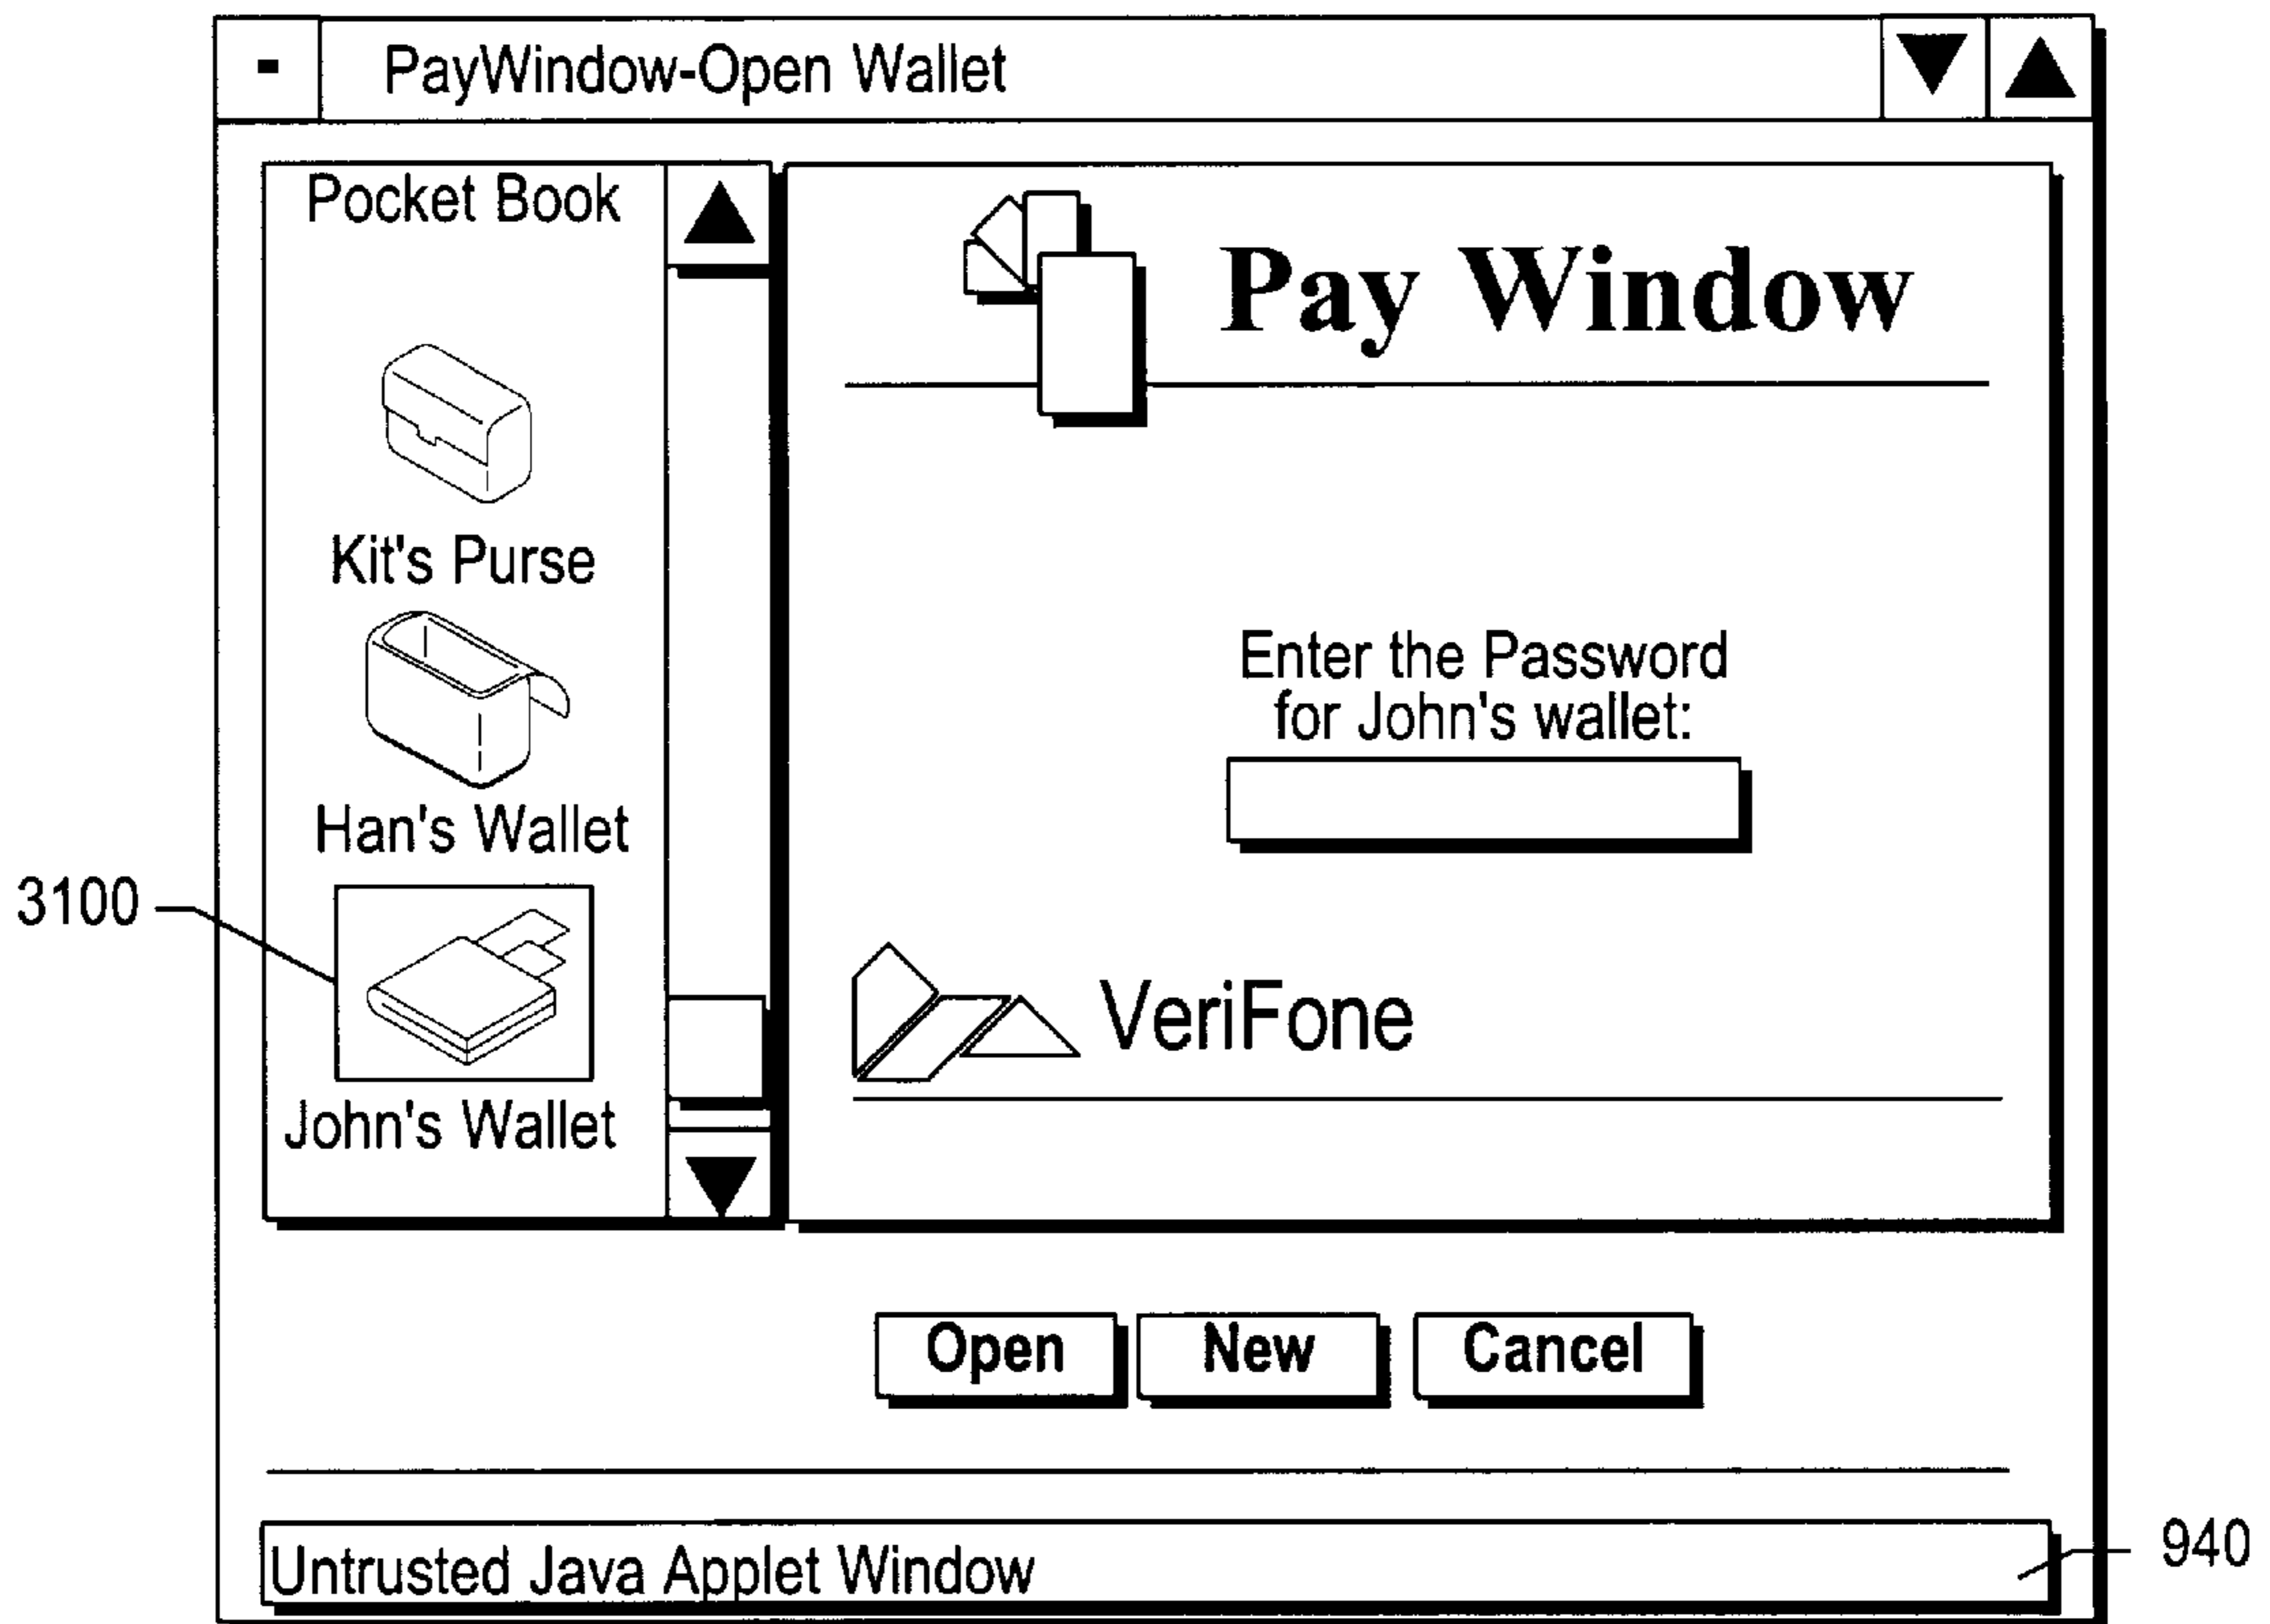 PayWindow-Open Wallet
Pocket Book
Kit's Purse
Han's Wallet
3100
John's Wallet
Pay Window
Enter the Password
for John's wallet:
VeriFone
Open
New
Cancel
Untrusted Java Applet Window
940